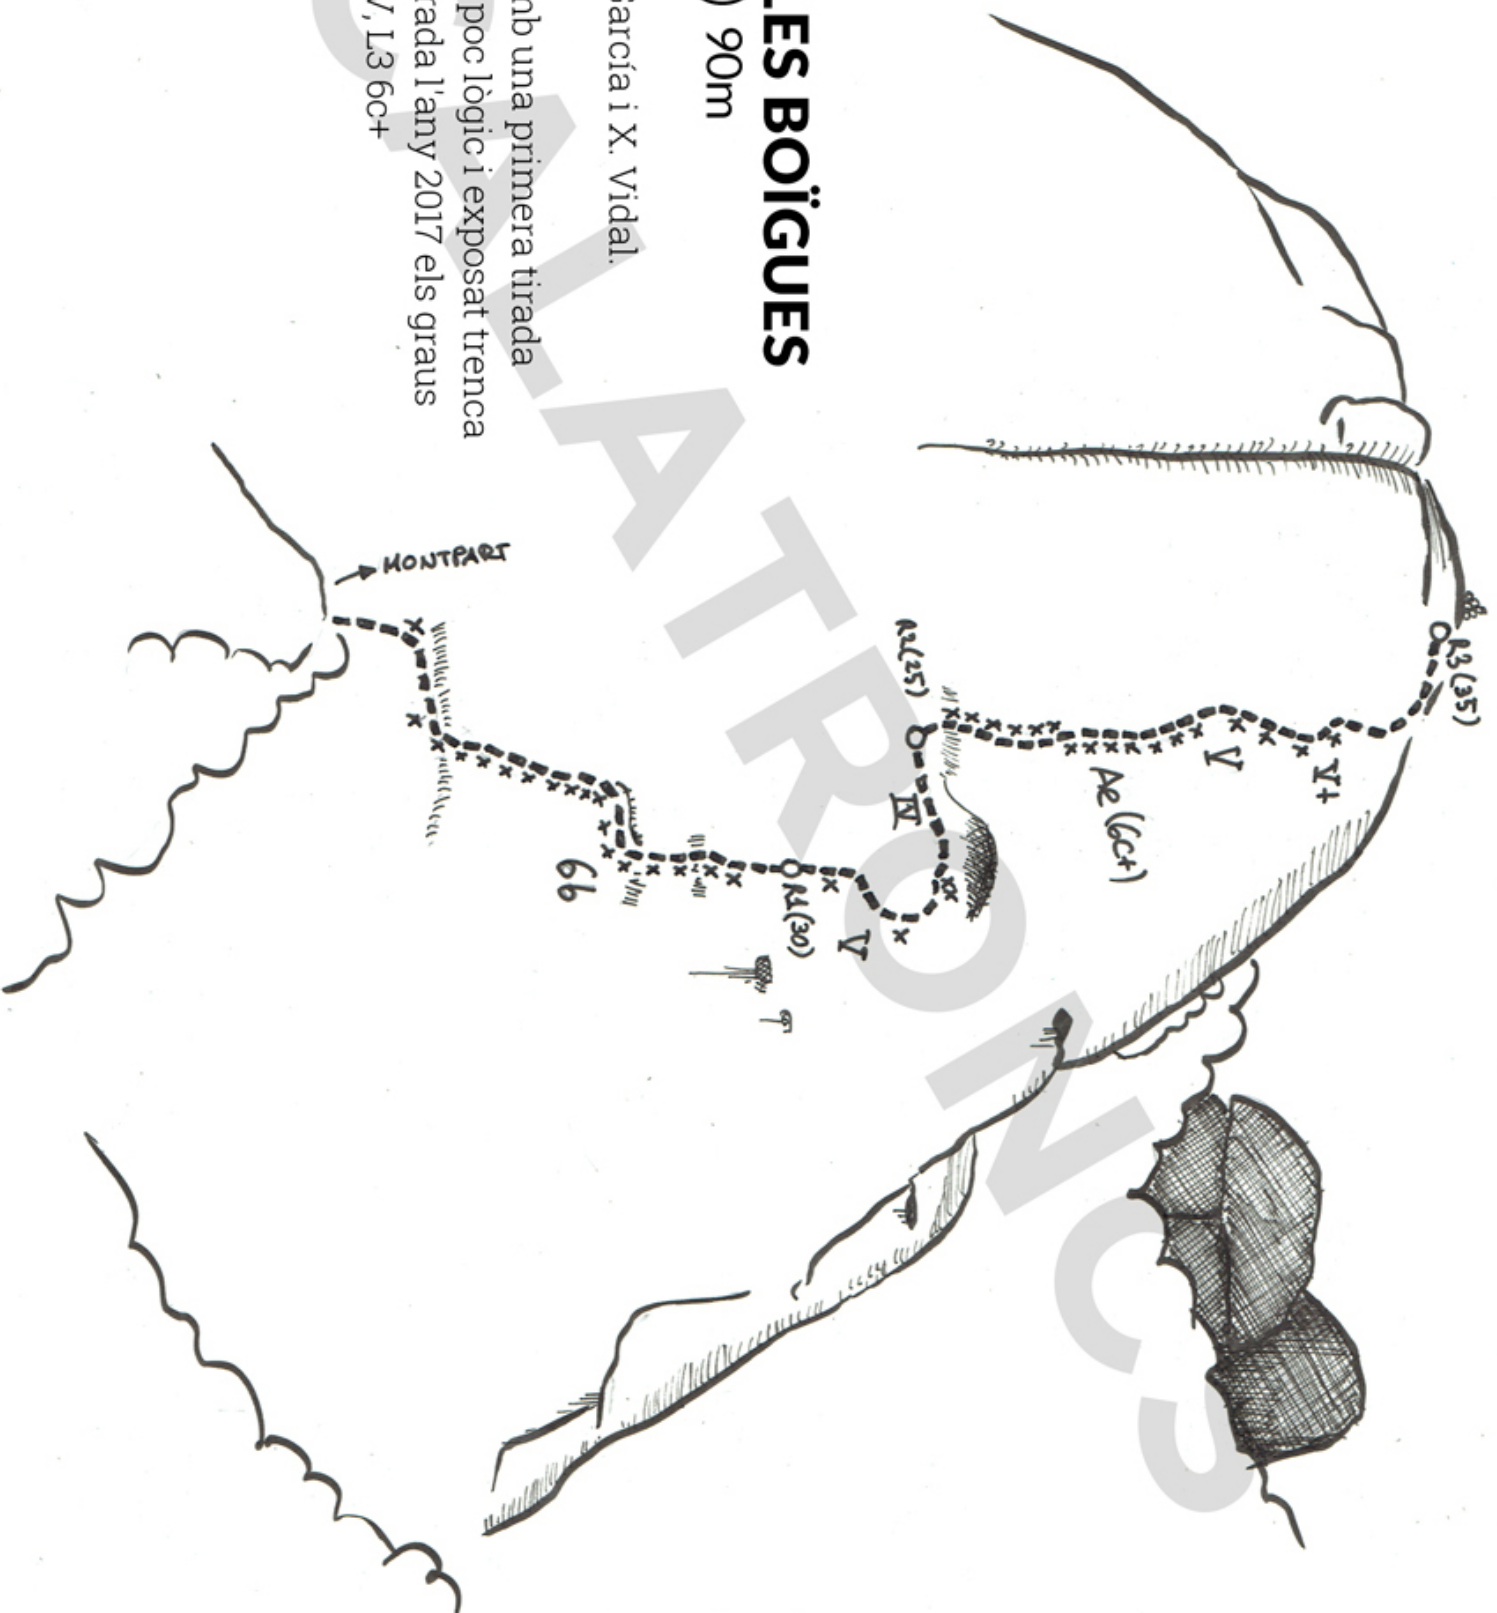 LES BOÏGUES
) 90m
García i X. Vidal.
mb una primera tirada
poc lògic i exposat trenca
rada l'any 2017 els graus
V, L3 6c+
R3(35)
V+
V
Ae(6c+)
R2(25)
IV
V
R1(30)
6b
MONTPART
CALATRONCS